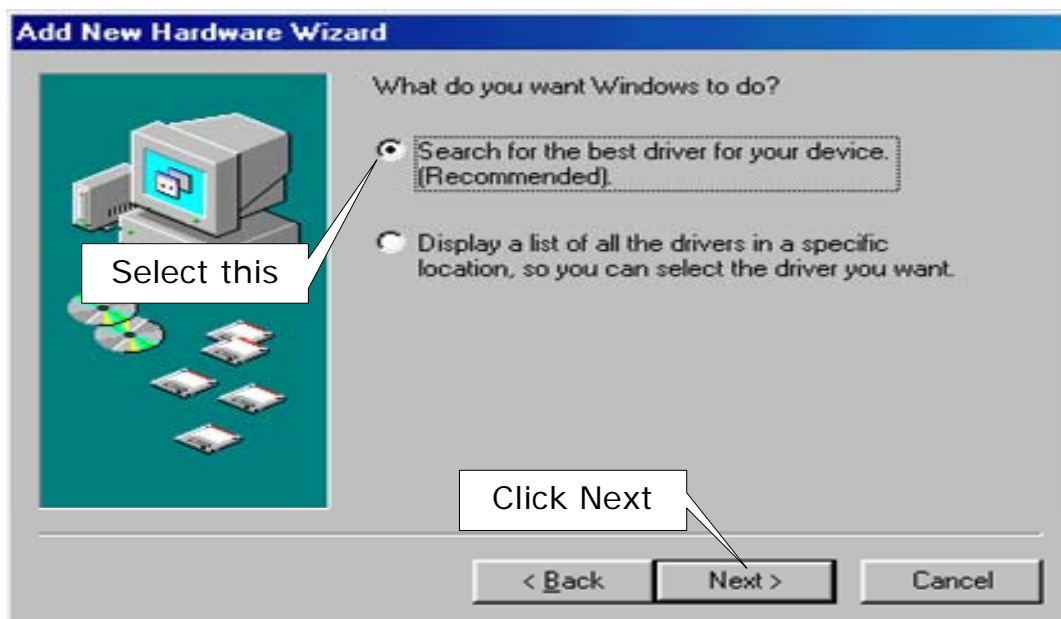 Add New Hardware Wizard
What do you want Windows to do?
Search for the best driver for your device.
(Recommended).
Display a list of all the drivers in a specific
location, so you can select the driver you want.
Select this
Click Next
< Back
Next >
Cancel